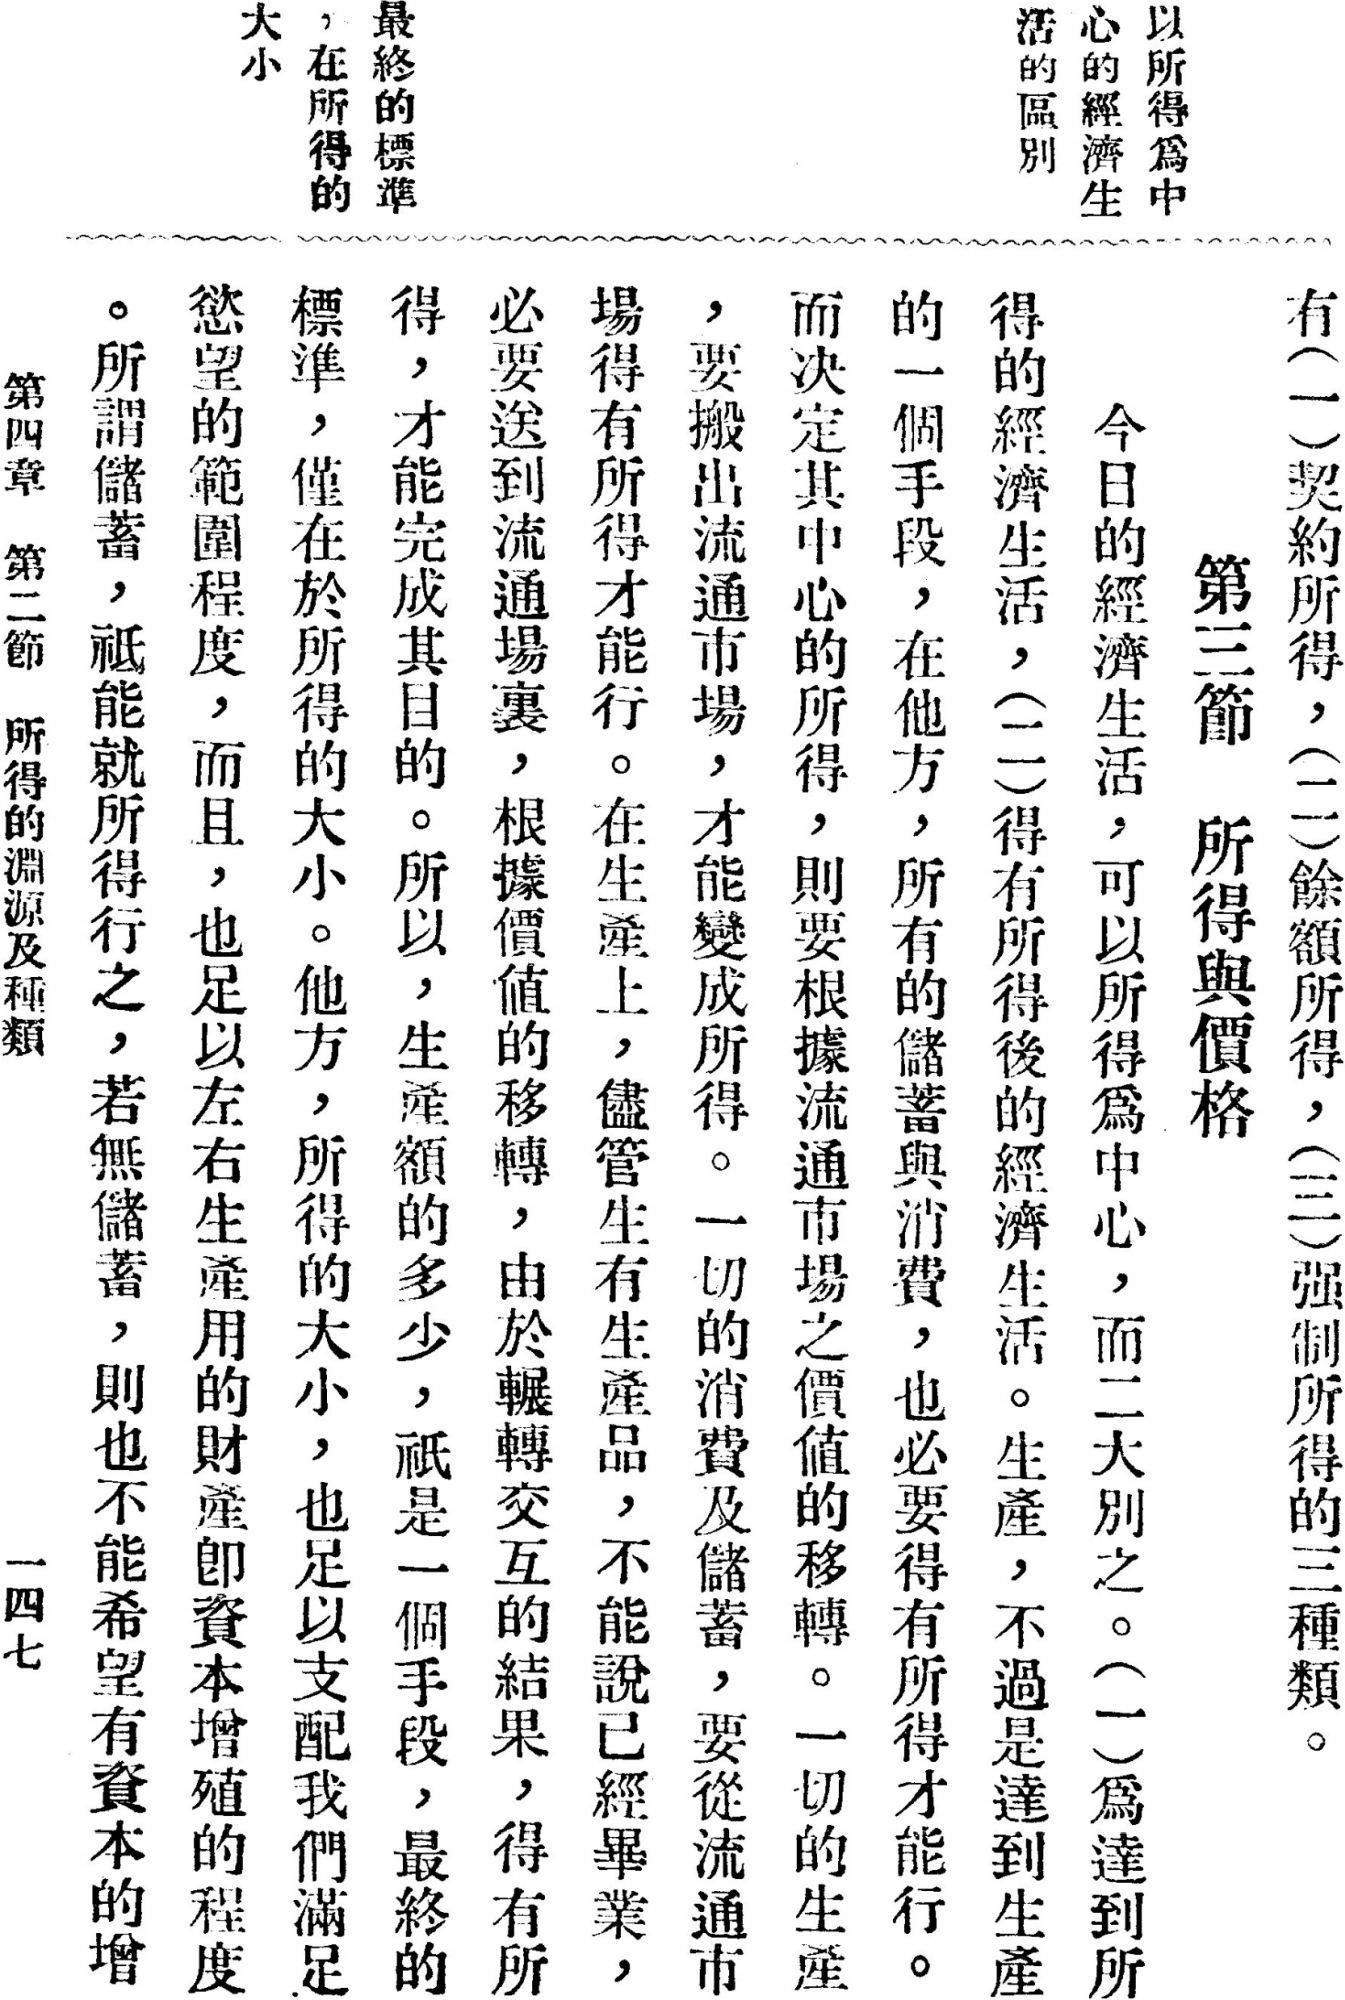 以所得爲中
心的經濟生
活的區別
最終的標準
，在所得的
大小
有(一)契約所得，(二)餘額所得，(三)强制所得的三種類。
第三節　所得與價格
今日的經濟生活，可以所得爲中心，而二大別之。(一)爲達到所
得的經濟生活，(二)得有所得後的經濟生活。生產，不過是達到生產
的一個手段，在他方，所有的儲蓄與消費，也必要得有所得才能行。
而决定其中心的所得，則要根據流通市場之價値的移轉。一切的生產
，要搬出流通市場，才能變成所得。一切的消費及儲蓄，要從流通市
場得有所得才能行。在生產上，儘管生有生產品，不能說已經畢業，
必要送到流通場裏，根據價値的移轉，由於輾轉交互的結果，得有所
得，才能完成其目的。所以，生產額的多少，祇是一個手段，最終的
標準，僅在於所得的大小。他方，所得的大小，也足以支配我們滿足
慾望的範圍程度，而且，也足以左右生產用的財產卽資本增殖的程度
。所謂儲蓄，祇能就所得行之，若無儲蓄，則也不能希望有資本的增
第四章　第二節　所得的淵源及種類　一四七